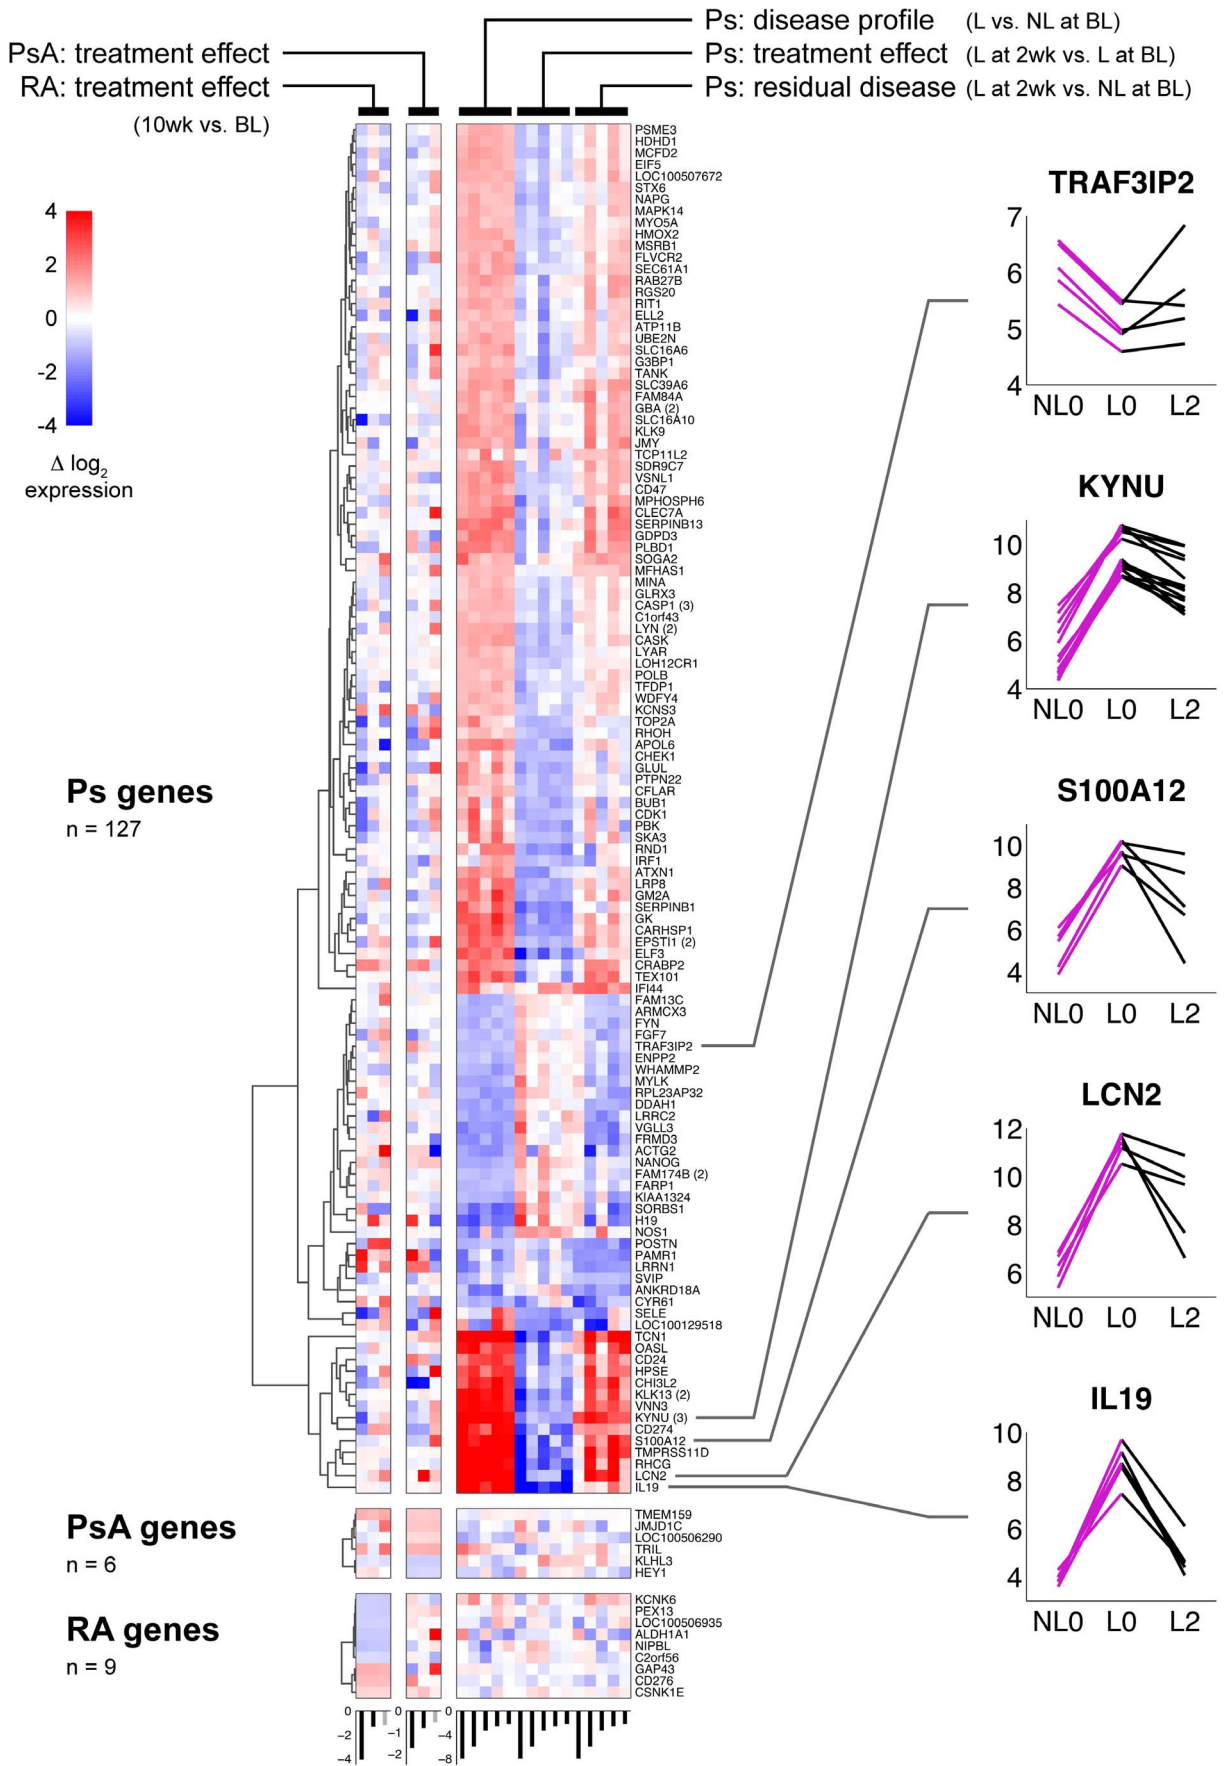 Ps: disease profile (L vs. NL at BL)
PsA: treatment effect
Ps: treatment effect (L at 2wk vs. L at BL)
RA: treatment effect
Ps: residual disease (L at 2wk vs. NL at BL)
(10wk vs. BL)
4
2
0
-2
-4
Δ log2
expression
Ps genes
n = 127
PSME3
HDHD1
MCFD2
EIF5
LOC100507672
STX6
NAPG
MAPK14
MYO5A
HMOX2
MSRB1
FLVCR2
SEC61A1
RAB27B
RGS20
RIT1
ELL2
ATP11B
UBE2N
SLC16A6
G3BP1
TANK
SLC39A6
FAM84A
GBA (2)
SLC16A10
KLK9
JMY
TCP11L2
SDR9C7
VSNL1
CD47
MPHOSPH6
CLEC7A
SERPINB13
GDPD3
PLBD1
SOGA2
MFHAS1
MINA
GLRX3
CASP1 (3)
C1orf43
LYN (2)
CASK
LYAR
LOH12CR1
POLB
TFDP1
WDFY4
KCNS3
TOP2A
RHOH
APOL6
CHEK1
GLUL
PTPN22
CFLAR
BUB1
CDK1
PBK
SKA3
RND1
IRF1
ATXN1
LRP8
GM2A
SERPINB1
GK
CARHSP1
EPSTI1 (2)
ELF3
CRABP2
TEX101
IFI44
FAM13C
ARMCX3
FYN
FGF7
TRAF3IP2
ENPP2
WHAMMP2
MYLK
RPL23AP32
DDAH1
LRRC2
VGLL3
FRMD3
ACTG2
NANOG
FAM174B (2)
FARP1
KIAA1324
SORBS1
H19
NOS1
POSTN
PAMR1
LRRN1
SVIP
ANKRD18A
CYR61
SELE
LOC100129518
TCN1
OASL
CD24
HPSE
CHI3L2
KLK13 (2)
VNN3
KYNU (3)
CD274
S100A12
TMPRSS11D
RHCG
LCN2
IL19
PsA genes
n = 6
TMEM159
JMJD1C
LOC100506290
TRIL
KLHL3
HEY1
RA genes
n = 9
KCNK6
PEX13
LOC100506935
ALDH1A1
NIPBL
C2orf56
GAP43
CD276
CSNK1E
0
-2
-4
0
-1
-2
0
-4
-8
TRAF3IP2
7
6
5
4
NL0 L0 L2
KYNU
10
8
6
4
NL0 L0 L2
S100A12
10
8
6
4
NL0 L0 L2
LCN2
12
10
8
6
NL0 L0 L2
IL19
10
8
6
4
NL0 L0 L2